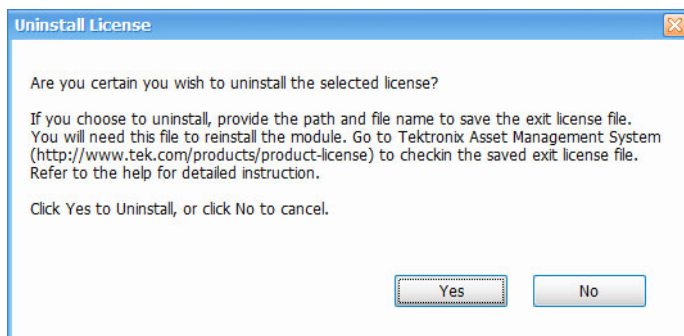 Uninstall License
Are you certain you wish to uninstall the selected license?
If you choose to uninstall, provide the path and file name to save the exit license file.
You will need this file to reinstall the module. Go to Tektronix Asset Management System
(http://www.tek.com/products/product-license) to checkin the saved exit license file.
Refer to the help for detailed instruction.
Click Yes to Uninstall, or click No to cancel.
Yes
No